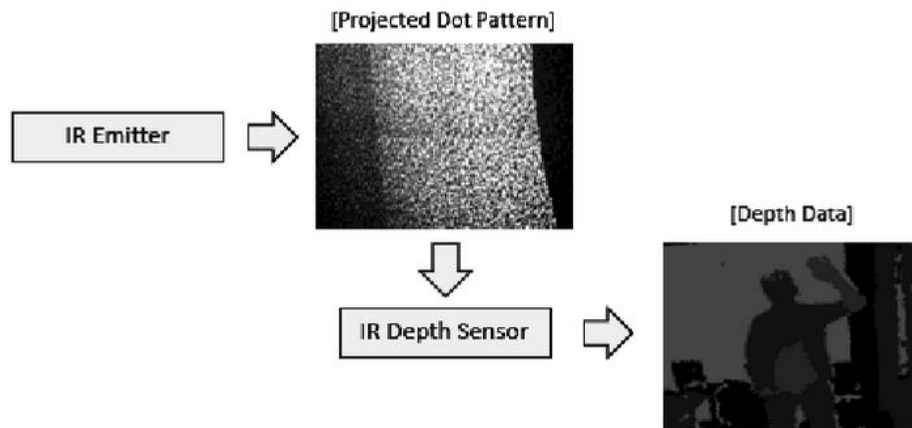 [Projected Dot Pattern]
IR Emitter
[Depth Data]
IR Depth Sensor